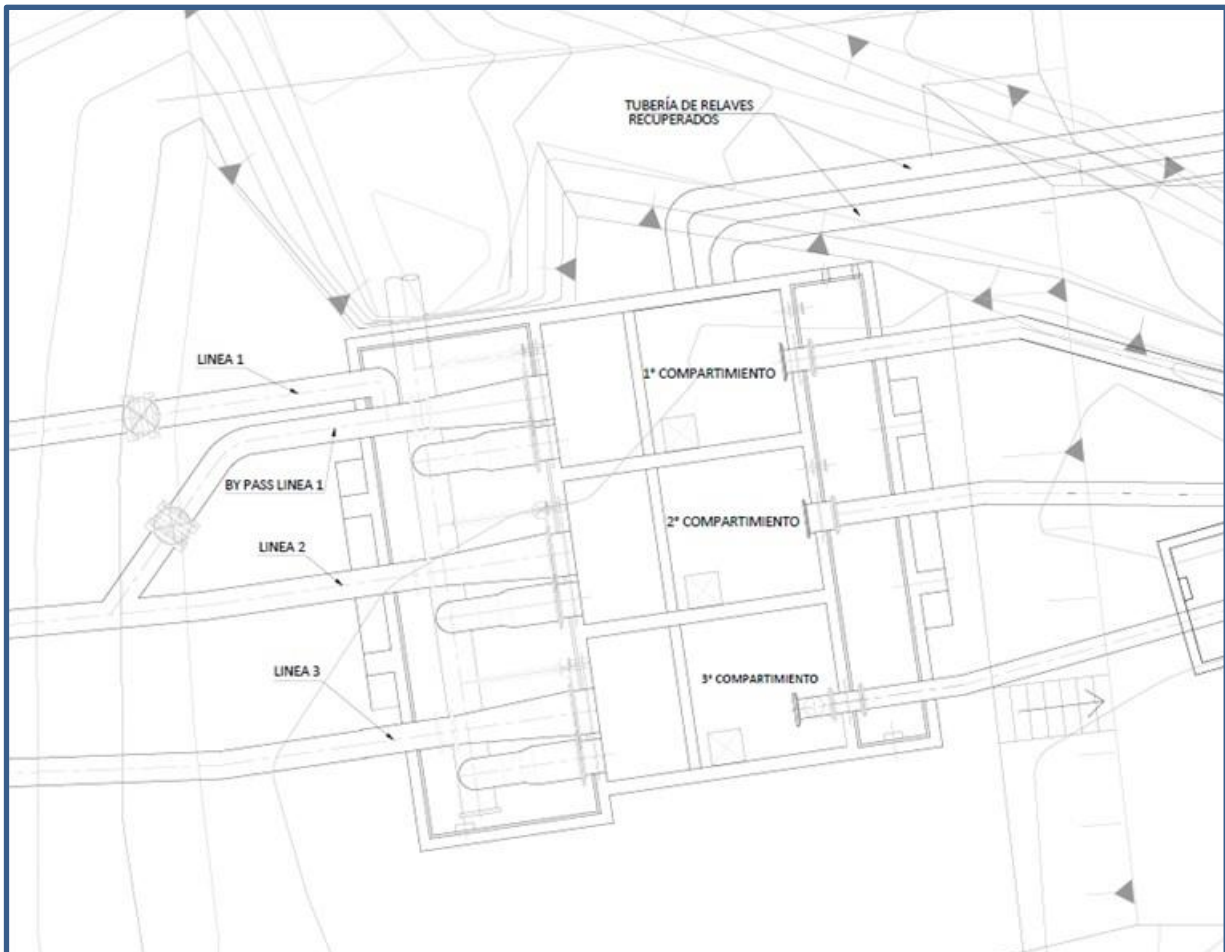 TUBERÍA DE RELAVES
RECUPERADOS
LINEA 1
1° COMPARTIMIENTO
BY PASS LINEA 1
2° COMPARTIMIENTO
LINEA 2
LINEA 3
3° COMPARTIMIENTO